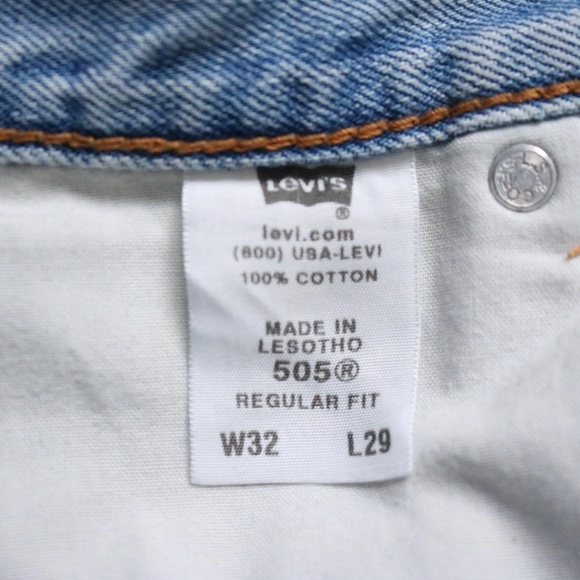 Levi's
®
levi.com
(800) USA-LEVI
100% COTTON
MADE IN
LESOTHO
505®
REGULAR FIT
W32 L29